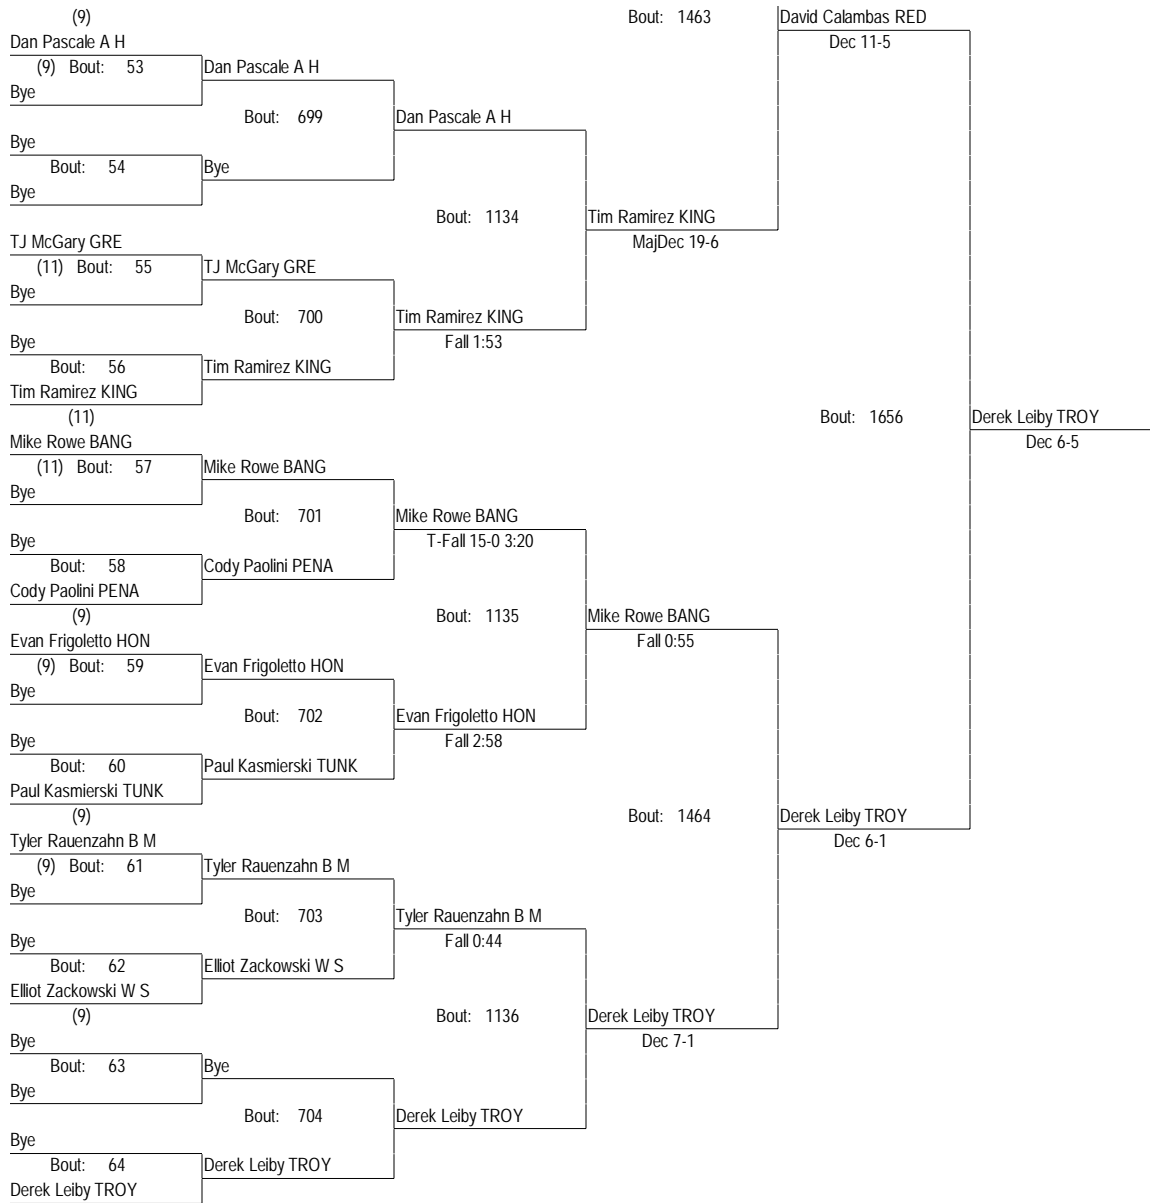 (9)
Bout: 1463
David Calambas RED
Dan Pascale A H
Dec 11-5
(9) Bout: 53
Dan Pascale A H
Bye
Bout: 699
Dan Pascale A H
Bye
Bout: 54
Bye
Bye
Bout: 1134
Tim Ramirez KING
TJ McGary GRE
MajDec 19-6
(11) Bout: 55
TJ McGary GRE
Bye
Bout: 700
Tim Ramirez KING
Bye
Fall 1:53
Bout: 56
Tim Ramirez KING
Tim Ramirez KING
(11)
Bout: 1656
Derek Leiby TROY
Mike Rowe BANG
Dec 6-5
(11) Bout: 57
Mike Rowe BANG
Bye
Bout: 701
Mike Rowe BANG
Bye
T-Fall 15-0 3:20
Bout: 58
Cody Paolini PENA
Cody Paolini PENA
(9)
Bout: 1135
Mike Rowe BANG
Evan Frigoletto HON
Fall 0:55
(9) Bout: 59
Evan Frigoletto HON
Bye
Bout: 702
Evan Frigoletto HON
Bye
Fall 2:58
Bout: 60
Paul Kasmierski TUNK
Paul Kasmierski TUNK
(9)
Bout: 1464
Derek Leiby TROY
Tyler Rauenzahn B M
Dec 6-1
(9) Bout: 61
Tyler Rauenzahn B M
Bye
Bout: 703
Tyler Rauenzahn B M
Bye
Fall 0:44
Bout: 62
Elliot Zackowski W S
Elliot Zackowski W S
(9)
Bout: 1136
Derek Leiby TROY
Bye
Dec 7-1
Bout: 63
Bye
Bye
Bout: 704
Derek Leiby TROY
Bye
Bout: 64
Derek Leiby TROY
Derek Leiby TROY